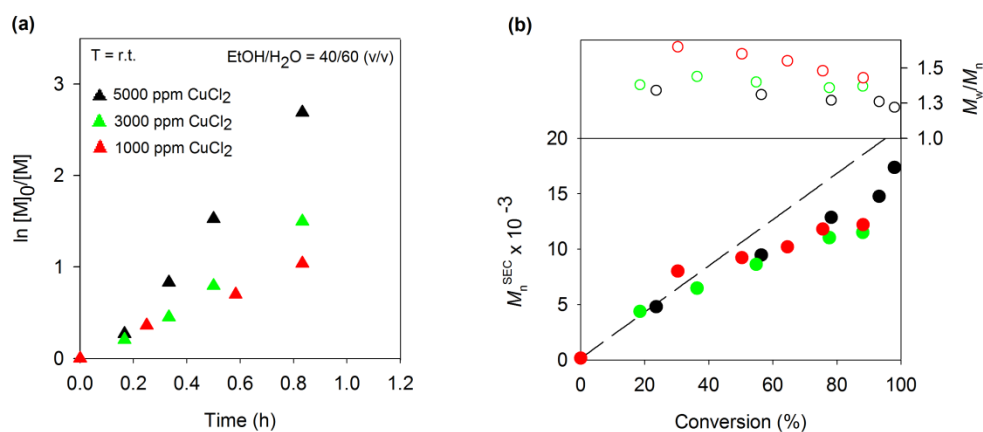 (a)
T = r.t.
EtOH/H2O = 40/60 (v/v)
5000 ppm CuCl2
3000 ppm CuCl2
1000 ppm CuCl2
3
2
1
0
ln [M]0/[M]
0.0 0.2 0.4 0.6 0.8 1.0 1.2
Time (h)
(b)
1.5
1.3
1.0
Mw/Mn
20
15
10
5
0
Mn SEC x 10 -3
0 20 40 60 80 100
Conversion (%)